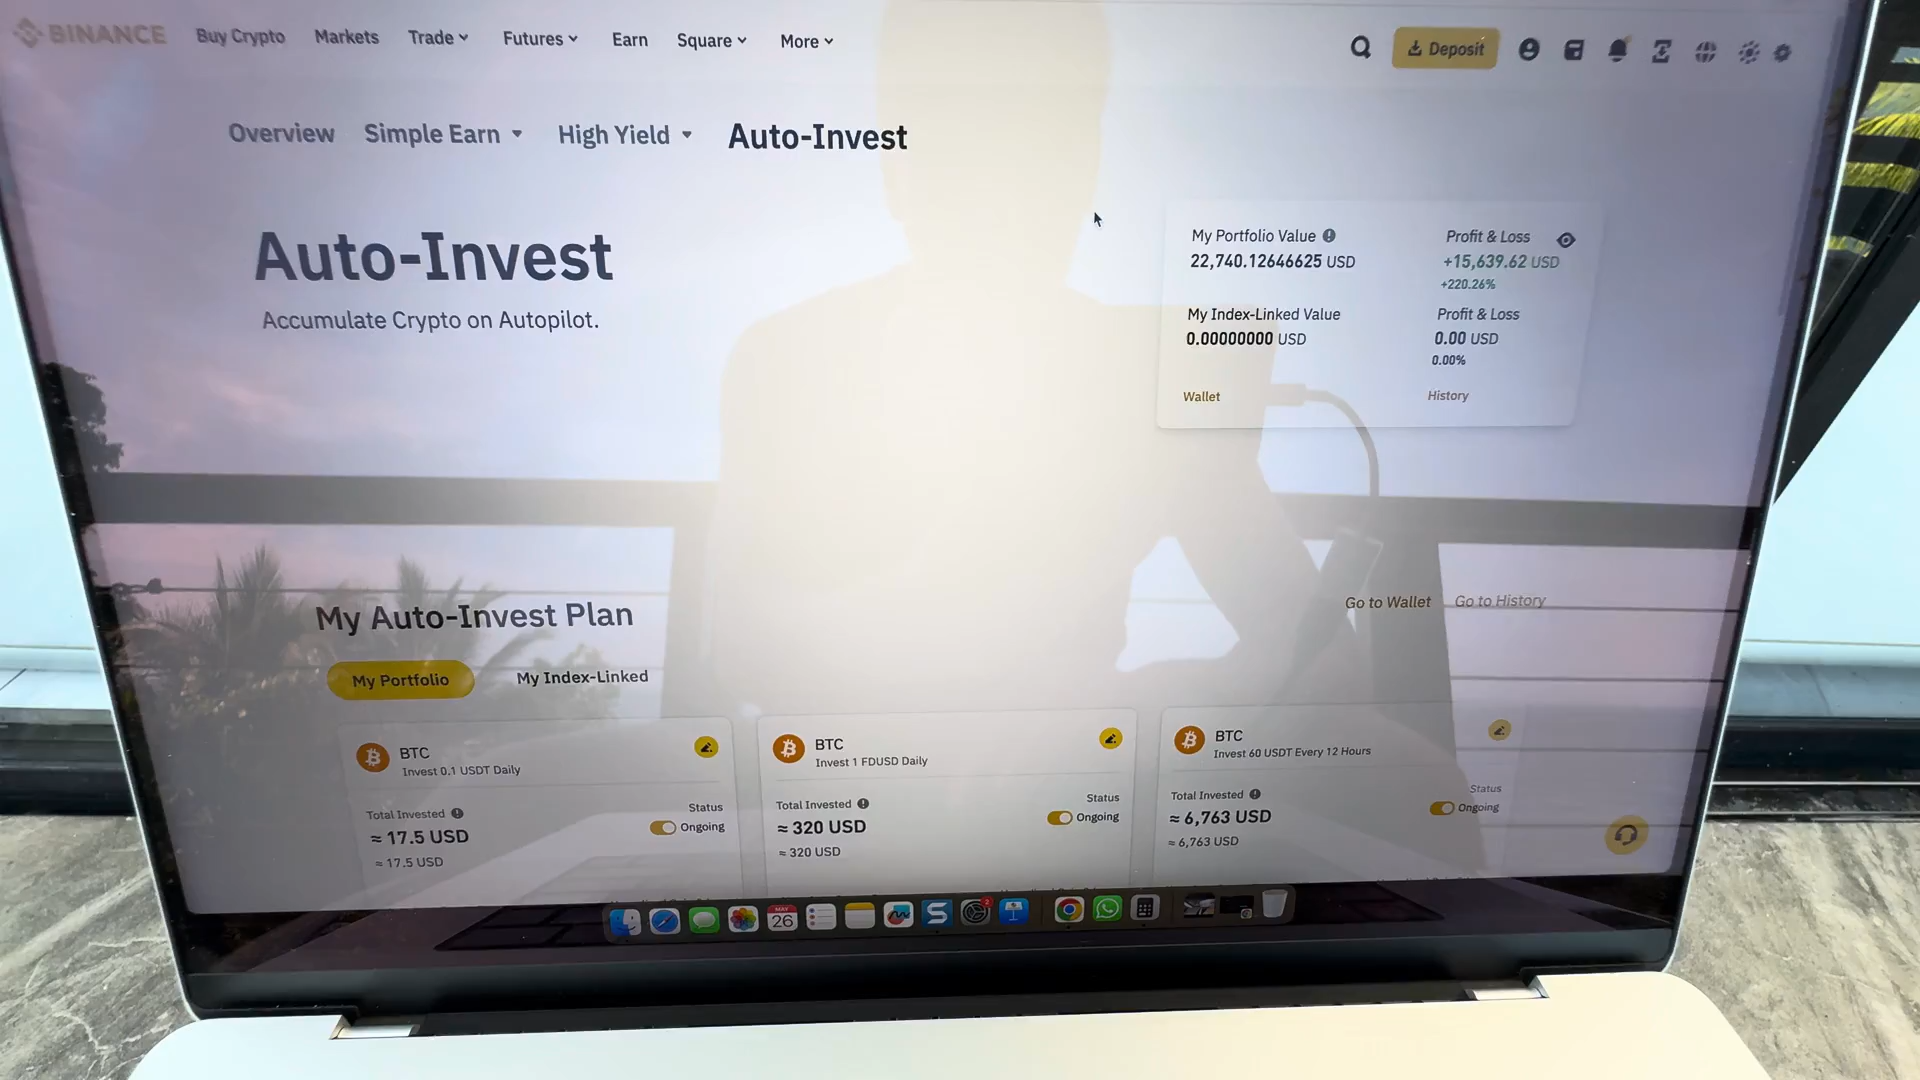 BINANCE Buy Crypto Markets Trade Futures Earn Square More Deposit
Overview Simple Earn High Yield Auto-Invest
Auto-Invest
Accumulate Crypto on Autopilot.
My Portfolio Value Profit & Loss
22,740.12646625 USD +15,639.62 USD
+220.26%
My Index-Linked Value Profit & Loss
0.00000000 USD 0.00 USD
0.00%
Wallet History
My Auto-Invest Plan Go to Wallet Go to History
My Portfolio My Index-Linked
BTC
Invest 0.1 USDT Daily
Total Invested Status
≈ 17.5 USD Ongoing
≈ 17.5 USD
BTC
Invest 1 FDUSD Daily
Total Invested Status
≈ 320 USD Ongoing
≈ 320 USD
BTC
Invest 60 USDT Every 12 Hours
Total Invested Status
≈ 6,763 USD Ongoing
≈ 6,763 USD
MAY
26
2